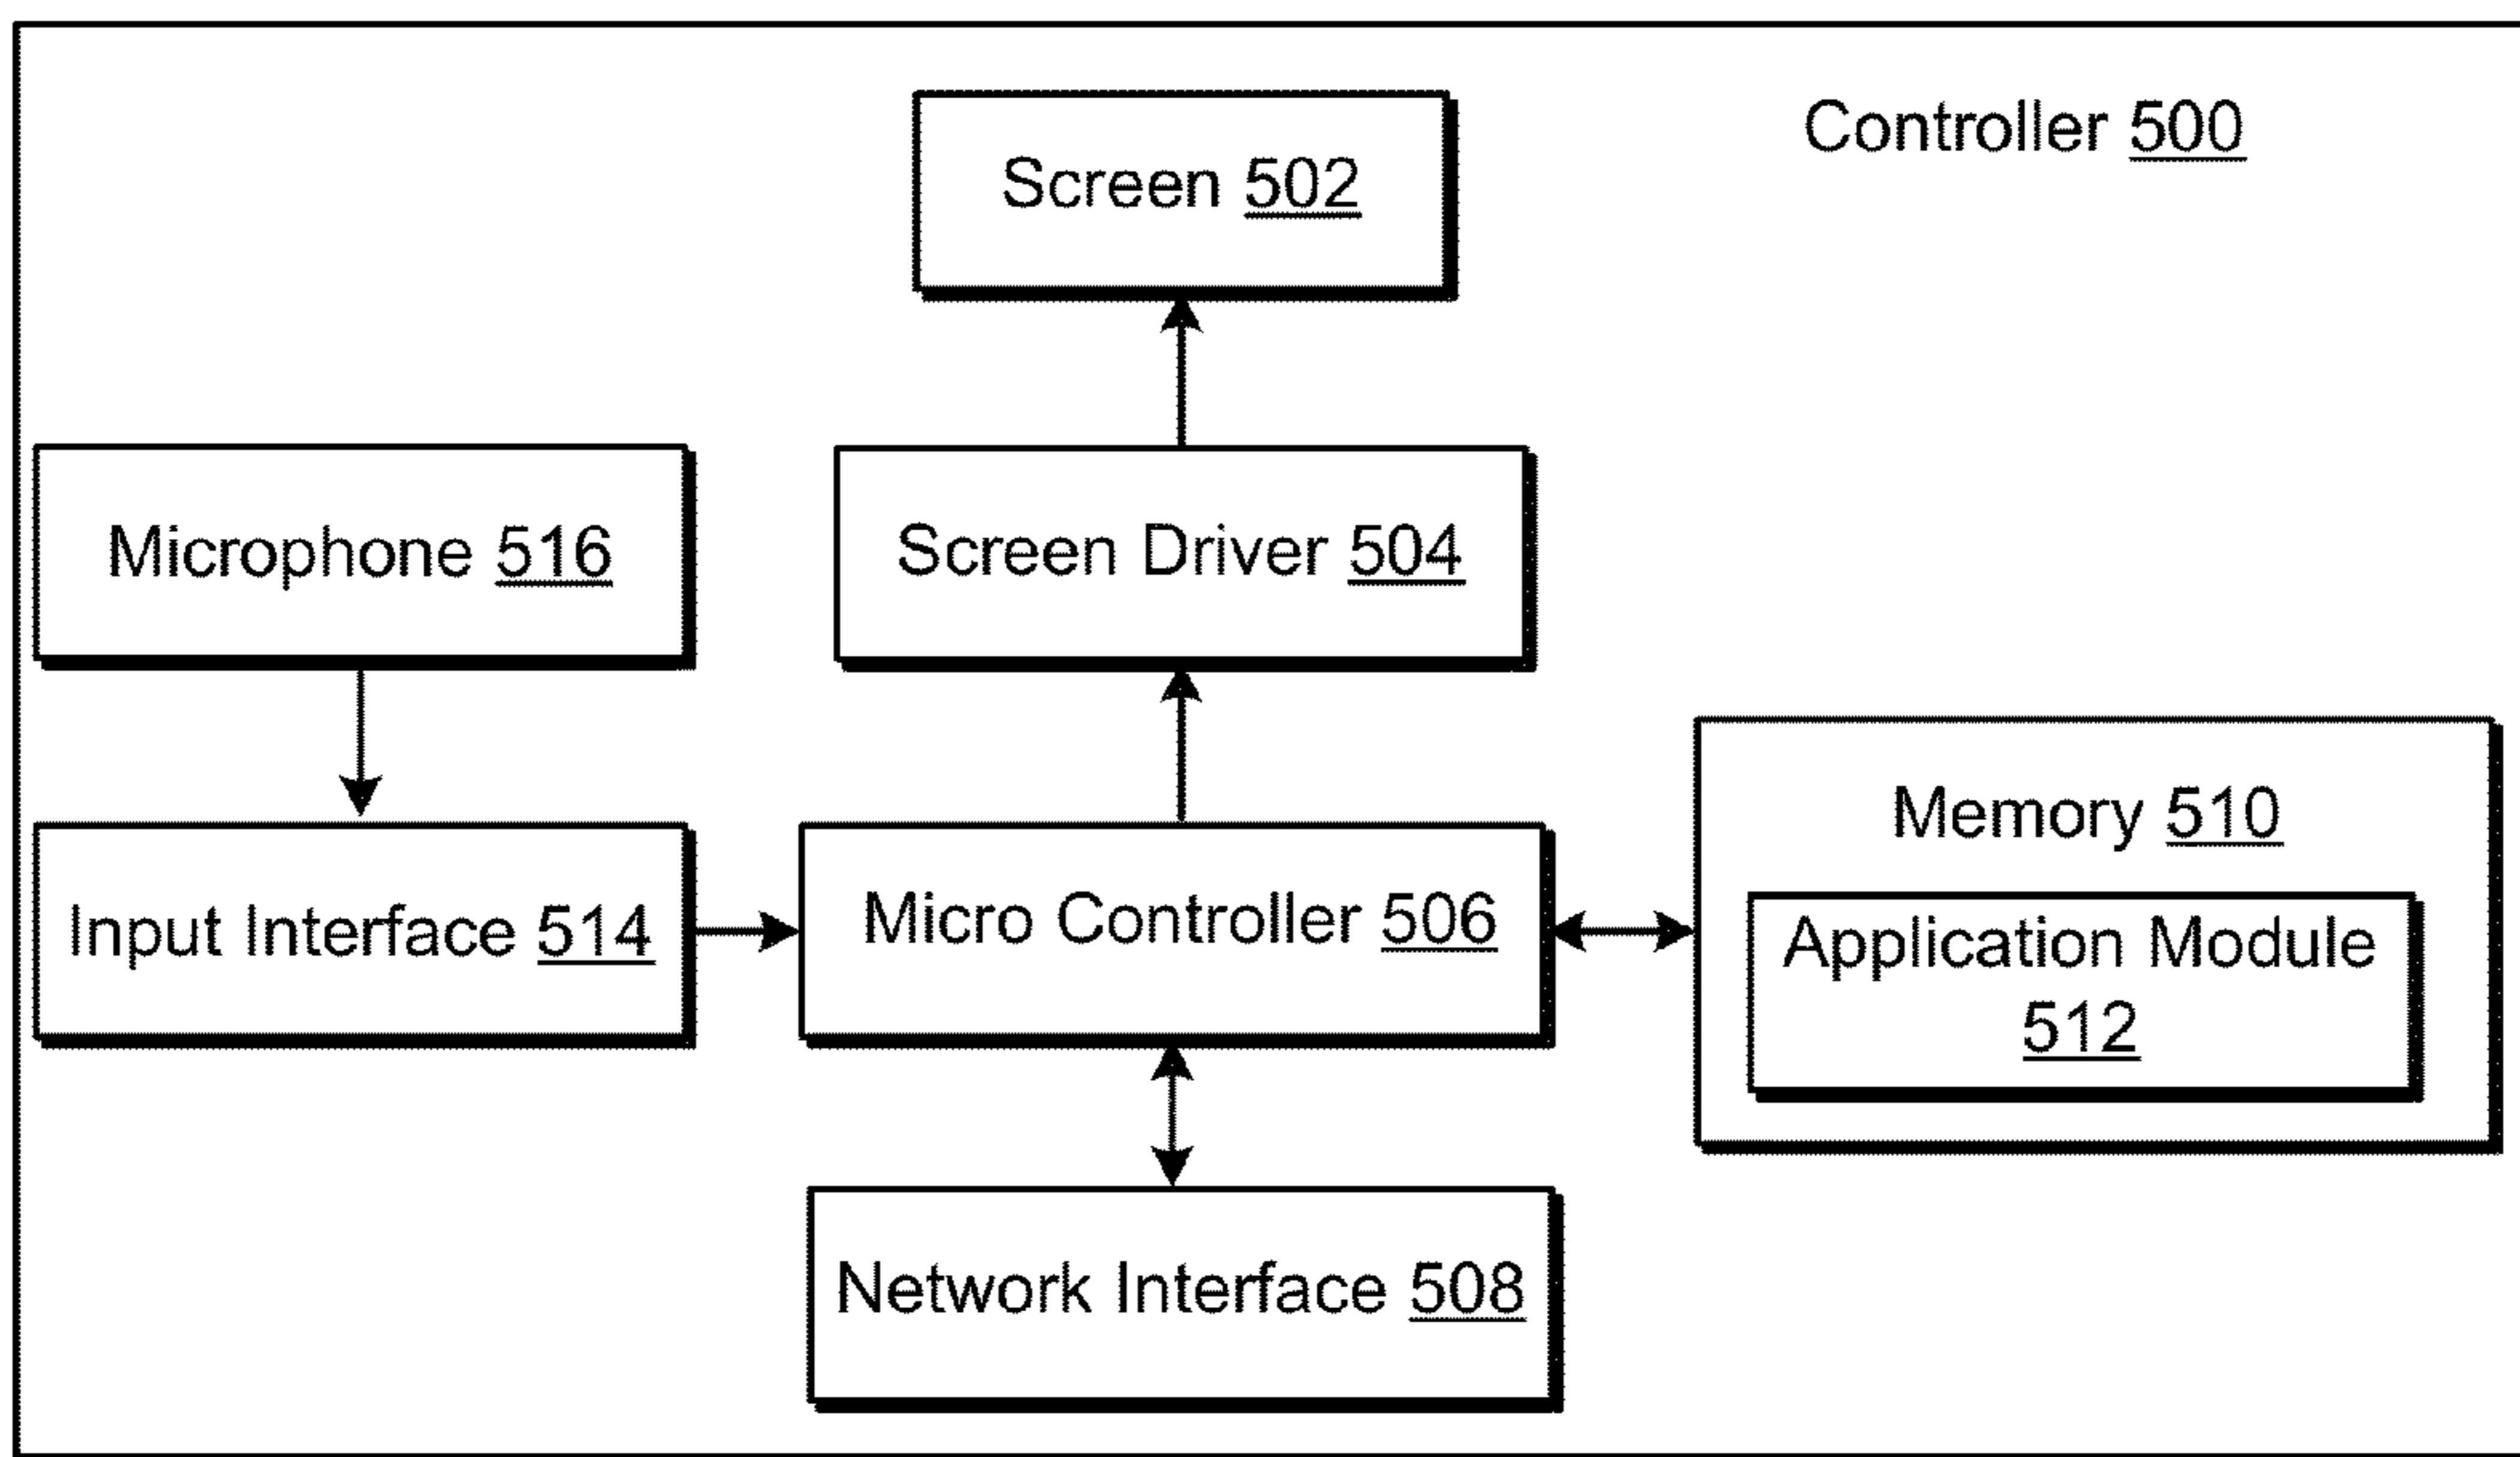 Controller 500
Screen 502
Microphone 516
Screen Driver 504
Input Interface 514
Micro Controller 506
Memory 510
Application Module
512
Network Interface 508